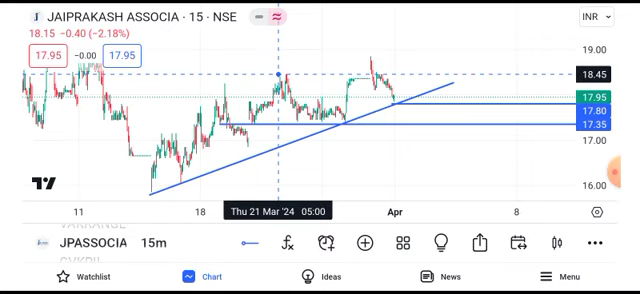 JAIPRAKASH ASSOCIA · 15 · NSE
INR
18.15 −0.40 (−2.18%)
17.95 −0.00 17.95
19.00
18.45
17.95
17.80
17.35
17.00
16.00
11 18 Thu 21 Mar '24 05:00 Apr 8
JPASSOCIA 15m
Watchlist Chart Ideas News Menu